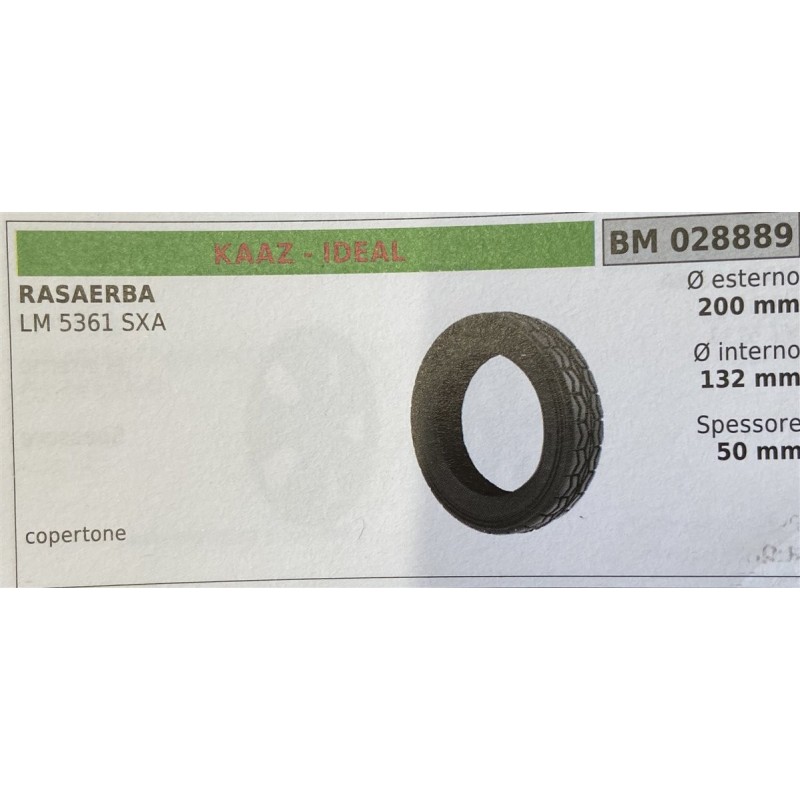 KAAZ - IDEAL
BM 028889
RASAERBA
LM 5361 SXA
Ø esterno
200 mm
Ø interno
132 mm
Spessore
50 mm
copertone